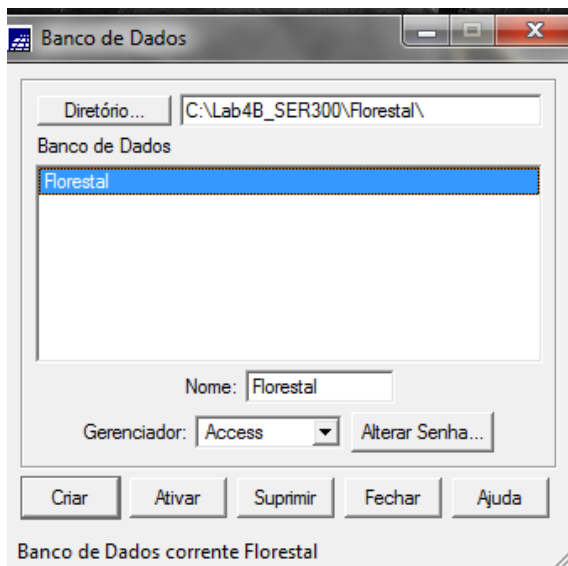 Banco de Dados
Diretório... C:\Lab4B_SER300\Florestal\
Banco de Dados
Florestal
Nome: Florestal
Gerenciador: Access Alterar Senha...
Criar Ativar Suprimir Fechar Ajuda
Banco de Dados corrente Florestal